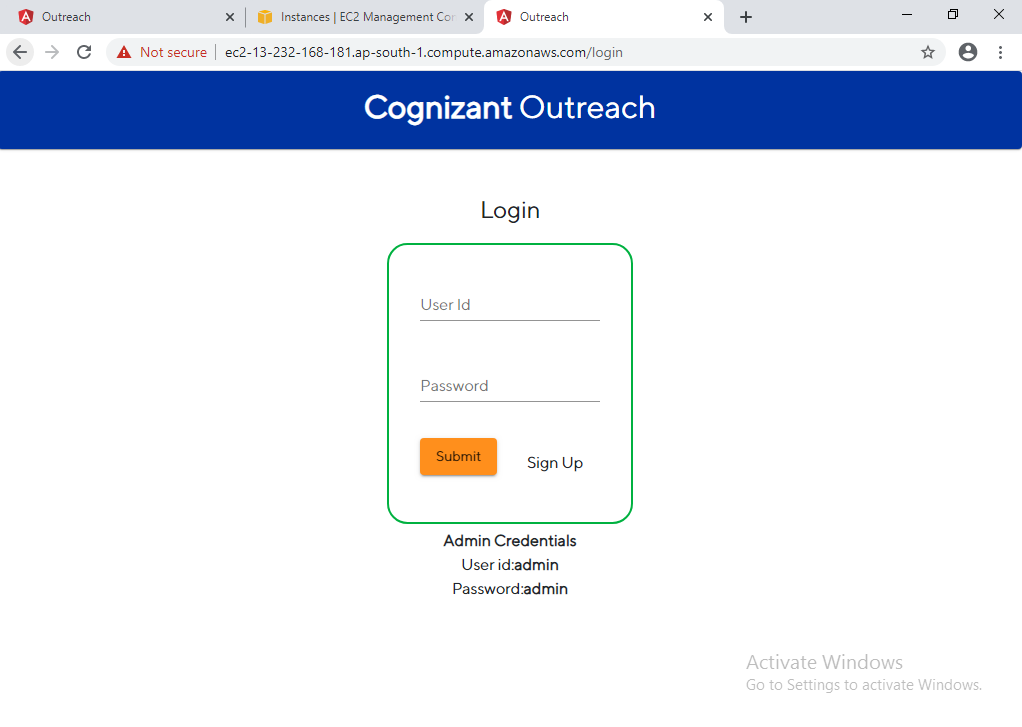 Outreach
Instances | EC2 Management Cor
Outreach
Not secure
ec2-13-232-168-181.ap-south-1.compute.amazonaws.com/login
Cognizant Outreach
Login
User Id
Password
Submit
Sign Up
Admin Credentials
User id:admin
Password:admin
Activate Windows
Go to Settings to activate Windows.